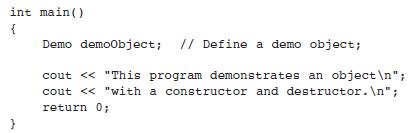 int main()
{
    Demo demoObject;  // Define a demo object;

    cout << "This program demonstrates an object\n";
    cout << "with a constructor and destructor.\n";
    return 0;
}